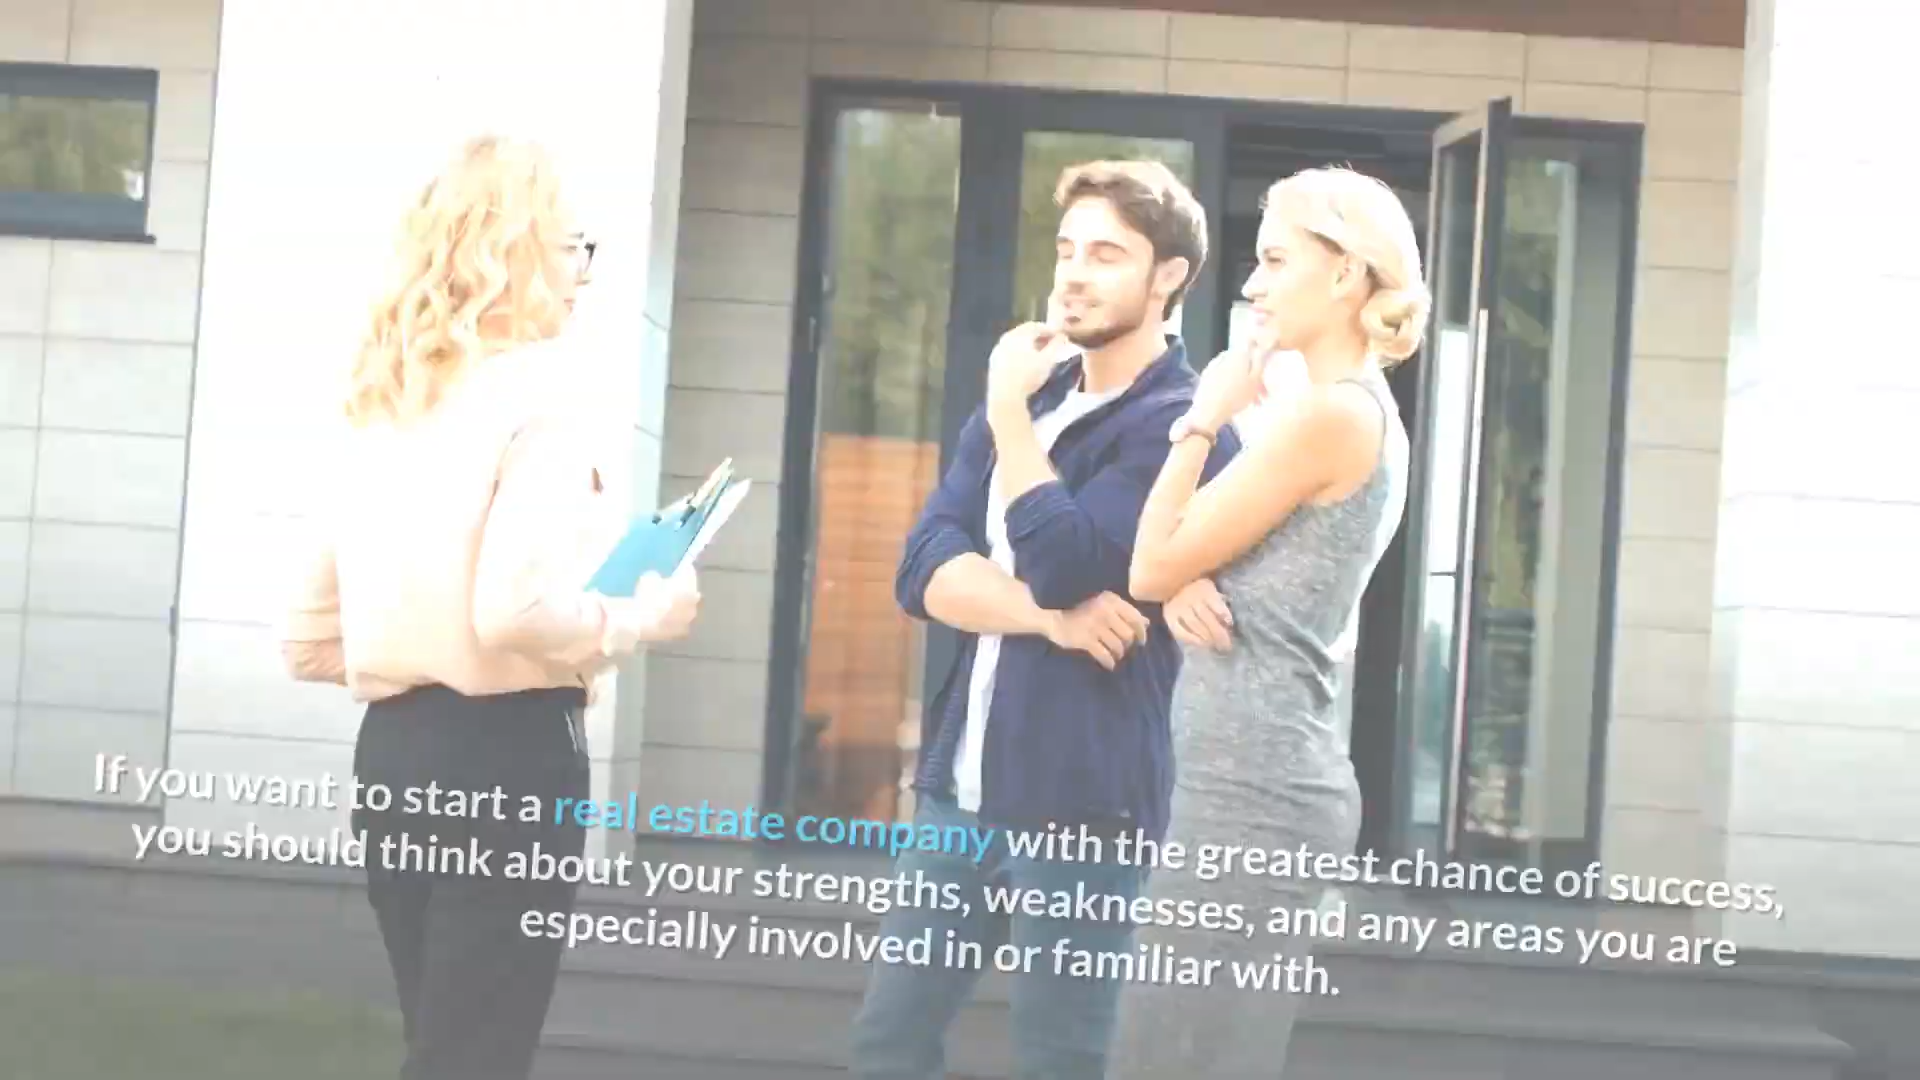 If you want to start a real estate company with the greatest chance of success,
you should think about your strengths, weaknesses, and any areas you are
especially involved in or familiar with.